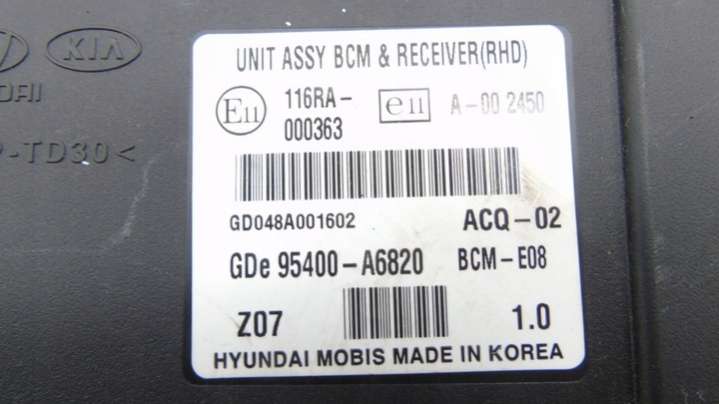 KIA
UNIT ASSY BCM & RECEIVER(RHD)
E11 116RA- e11 A-00 2450
000363
-TD30<
GD048A001602 ACQ-02
GDe 95400-A6820 BCM-E08
Z07 1.0
HYUNDAI MOBIS MADE IN KOREA